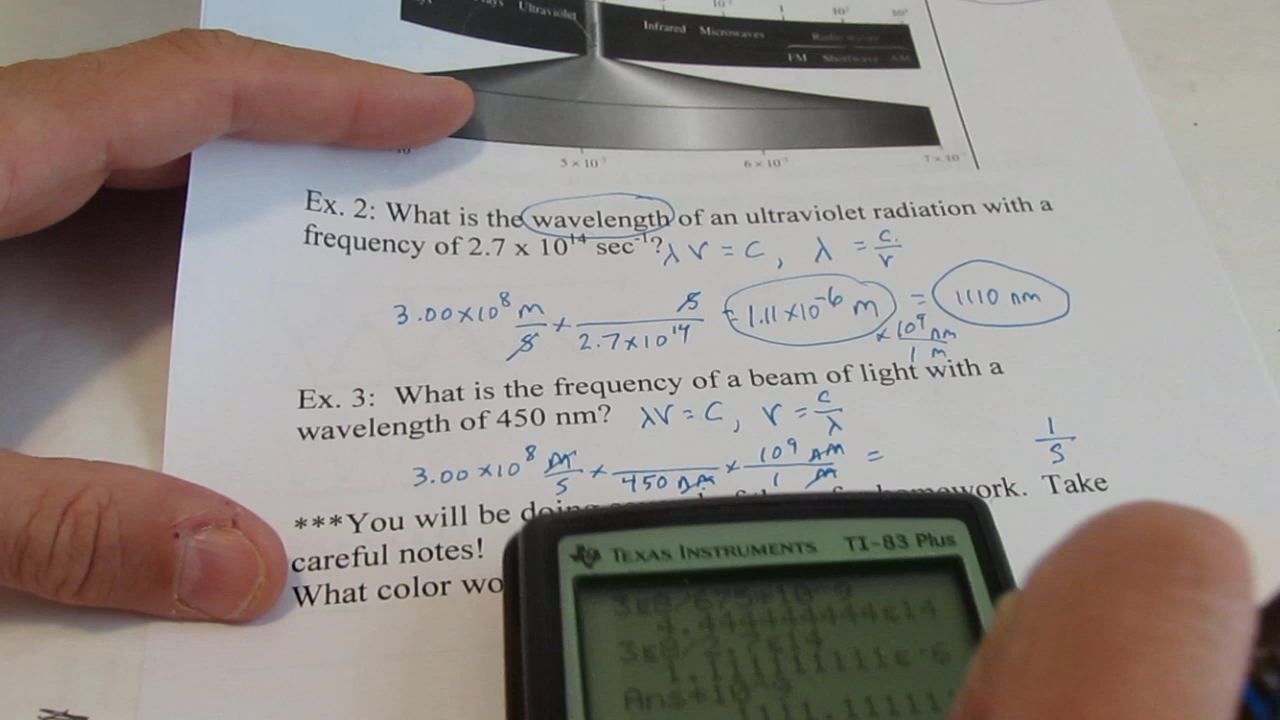 Ultraviolet
Infrared Microwaves Radio waves
FM Shortwave AM
5 x 10⁻⁷ 6 x 10⁻⁷ 7 x 10⁻⁷
Ex. 2: What is the wavelength of an ultraviolet radiation with a
frequency of 2.7 x 10¹⁴ sec⁻¹? λν = C, λ = c/ν
3.00×10⁸ m/s × s/2.7×10¹⁴ = 1.11×10⁻⁶ m = 1110 nm
× 10⁹ nm/1 m
Ex. 3: What is the frequency of a beam of light with a
wavelength of 450 nm? λν = C, ν = c/λ
3.00×10⁸ m/s × 1/450 nm × 10⁹ nm/1 m = 1/s
***You will be doing homework. Take
careful notes!
What color wo
TEXAS INSTRUMENTS TI-83 Plus
4.444444444E14
3E8/2.7E14
1.111111111E-6
Ans*10^9
1111.11111